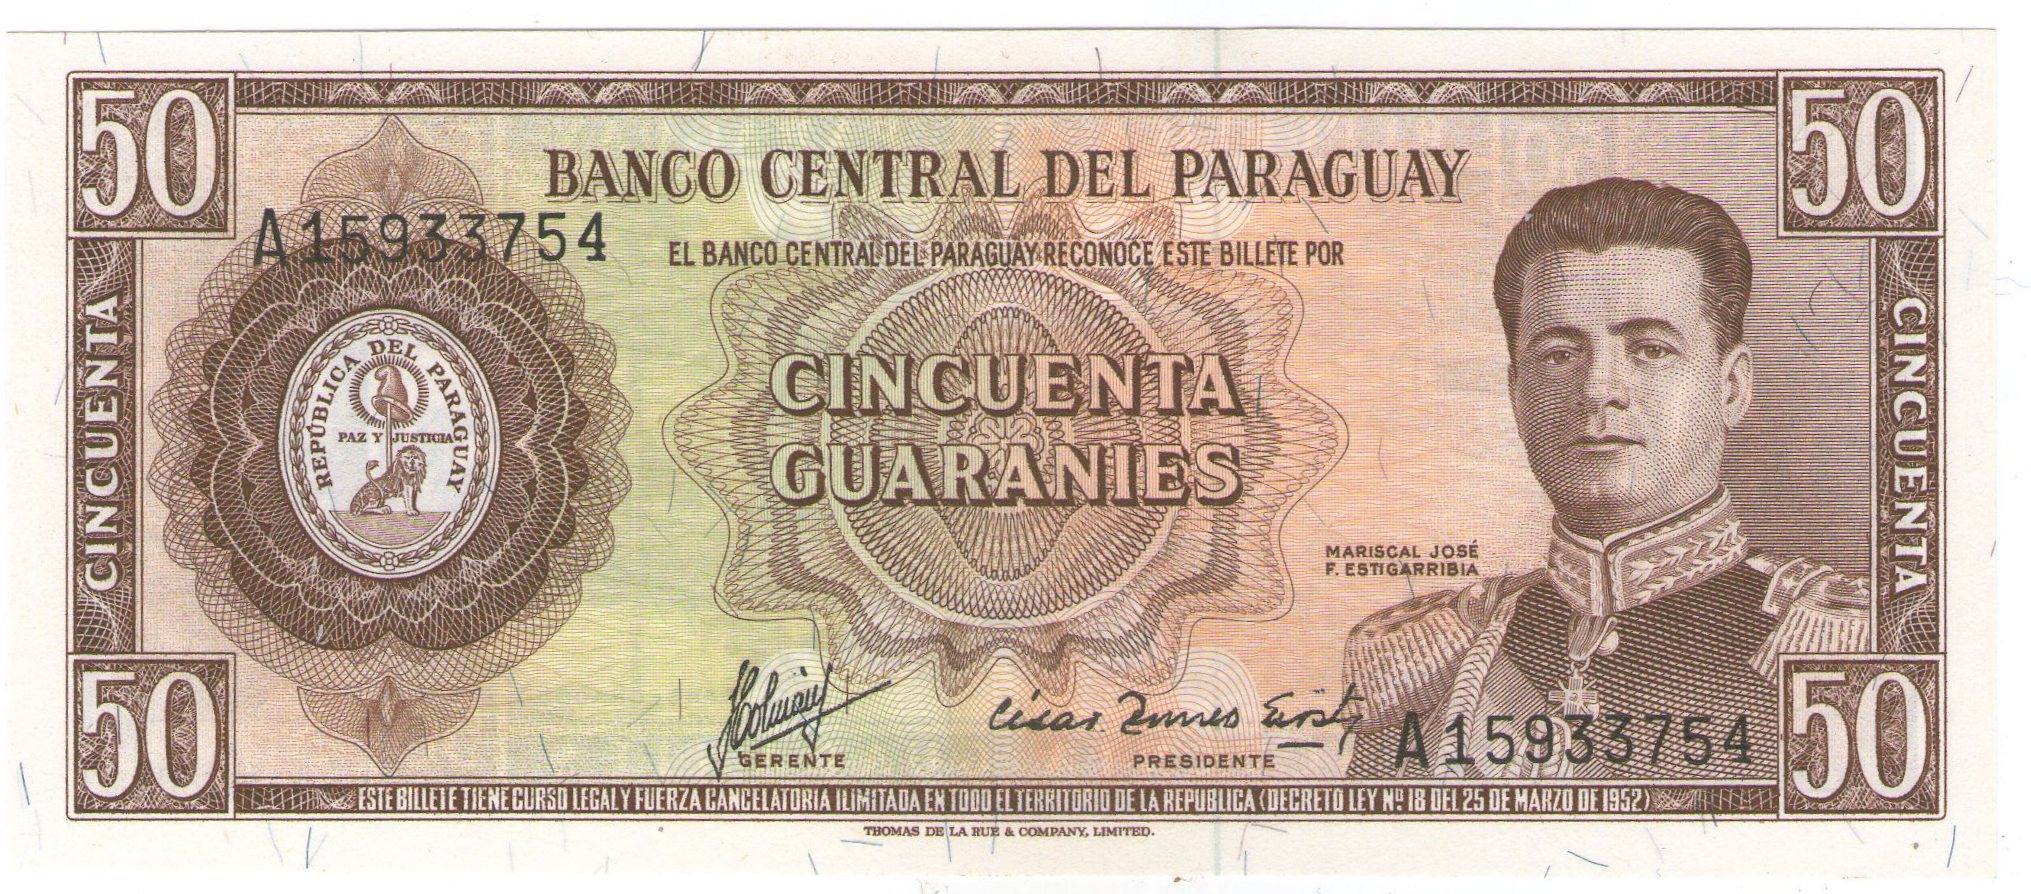 50
50
BANCO CENTRAL DEL PARAGUAY
A15933754
EL BANCO CENTRAL DEL PARAGUAY RECONOCE ESTE BILLETE POR
CINCUENTA
CINCUENTA
REPÚBLICA DEL PARAGUAY
PAZ Y JUSTICIA
CINCUENTA
GUARANIES
MARISCAL JOSÉ
F. ESTIGARRIBIA
César
GERENTE
PRESIDENTE
A15933754
50
50
ESTE BILLETE TIENE CURSO LEGAL Y FUERZA CANCELATORIA ILIMITADA EN TODO EL TERRITORIO DE LA REPUBLICA (DECRETO LEY Nº 18 DEL 25 DE MARZO DE 1952)
THOMAS DE LA RUE & COMPANY, LIMITED.